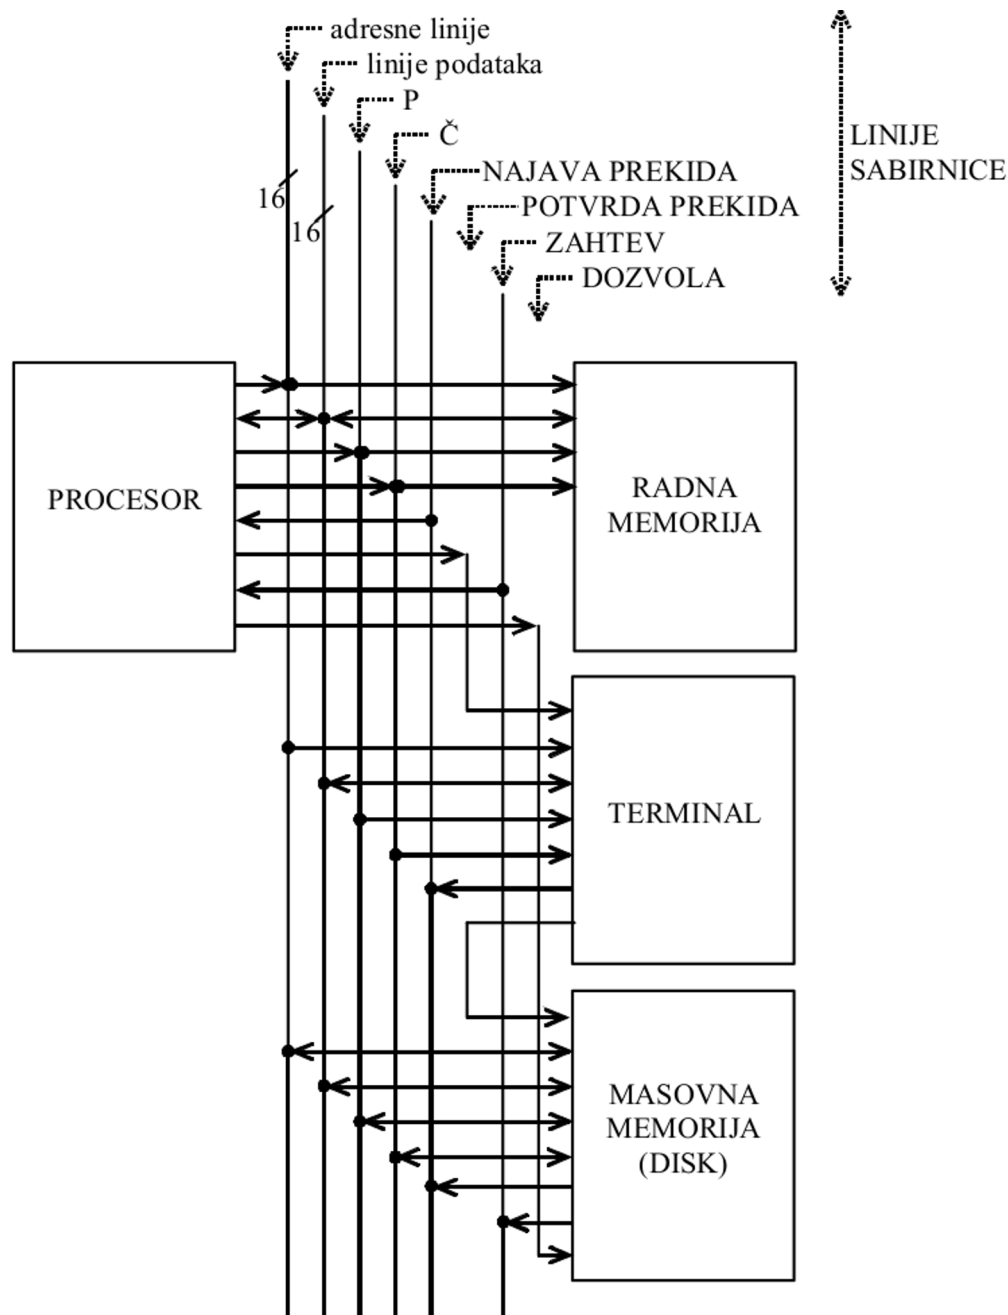 adresne linije
linije podataka
P
Č
NAJAVA PREKIDA
POTVRDA PREKIDA
ZAHTEV
DOZVOLA
LINIJE
SABIRNICE
16
16
PROCESOR
RADNA
MEMORIJA
TERMINAL
MASOVNA
MEMORIJA
(DISK)